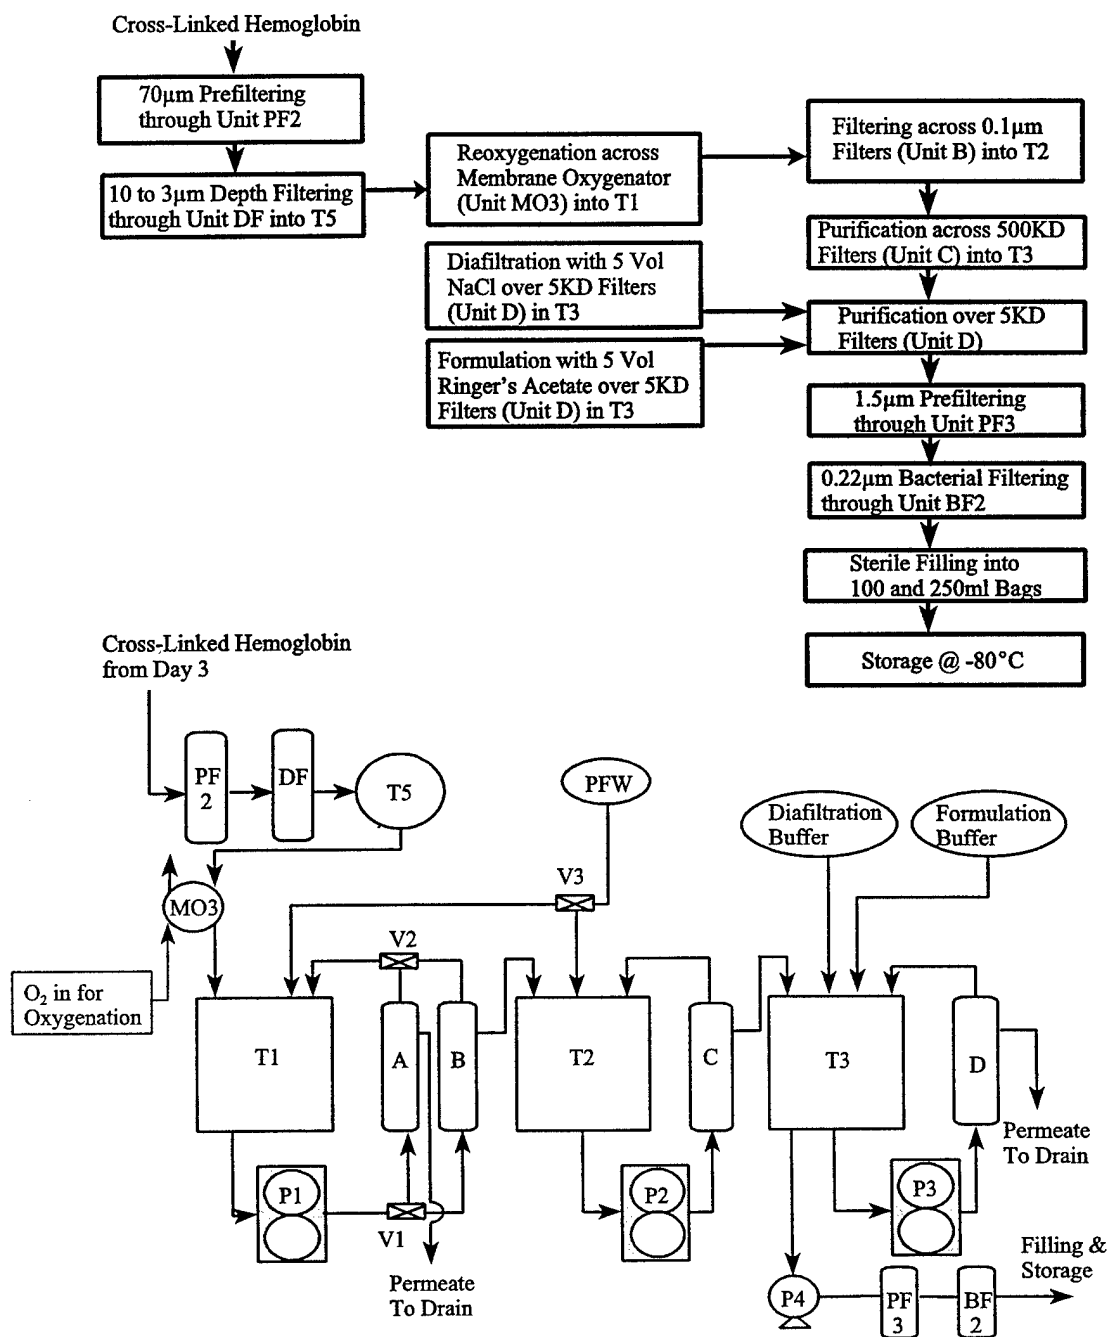 Cross-Linked Hemoglobin
70µm Prefiltering
through Unit PF2
10 to 3µm Depth Filtering
through Unit DF into T5
Reoxygenation across
Membrane Oxygenator
(Unit MO3) into T1
Filtering across 0.1µm
Filters (Unit B) into T2
Purification across 500KD
Filters (Unit C) into T3
Diafiltration with 5 Vol
NaCl over 5KD Filters
(Unit D) in T3
Purification over 5KD
Filters (Unit D)
Formulation with 5 Vol
Ringer's Acetate over 5KD
Filters (Unit D) in T3
1.5µm Prefiltering
through Unit PF3
0.22µm Bacterial Filtering
through Unit BF2
Sterile Filling into
100 and 250ml Bags
Storage @ -80°C
Cross-Linked Hemoglobin
from Day 3
PF
2
DF
T5
PFW
Diafiltration
Buffer
Formulation
Buffer
MO3
V3
V2
O2 in for
Oxygenation
T1
A
B
T2
C
T3
D
Permeate
To Drain
P1
V1
P2
P3
Permeate
To Drain
Filling &
Storage
P4
PF
3
BF
2